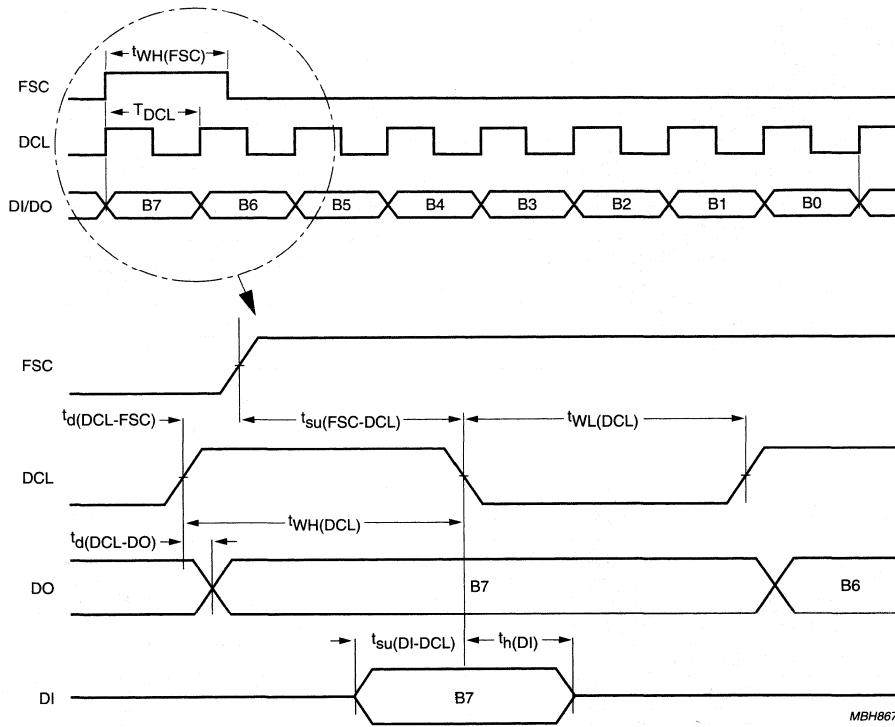 tWH(FSC)
FSC
TDCL
DCL
DI/DO B7 B6 B5 B4 B3 B2 B1 B0
FSC
td(DCL-FSC) tsu(FSC-DCL) tWL(DCL)
DCL
tWH(DCL)
td(DCL-DO)
DO B7 B6
tsu(DI-DCL) th(DI)
DI B7
MBH867